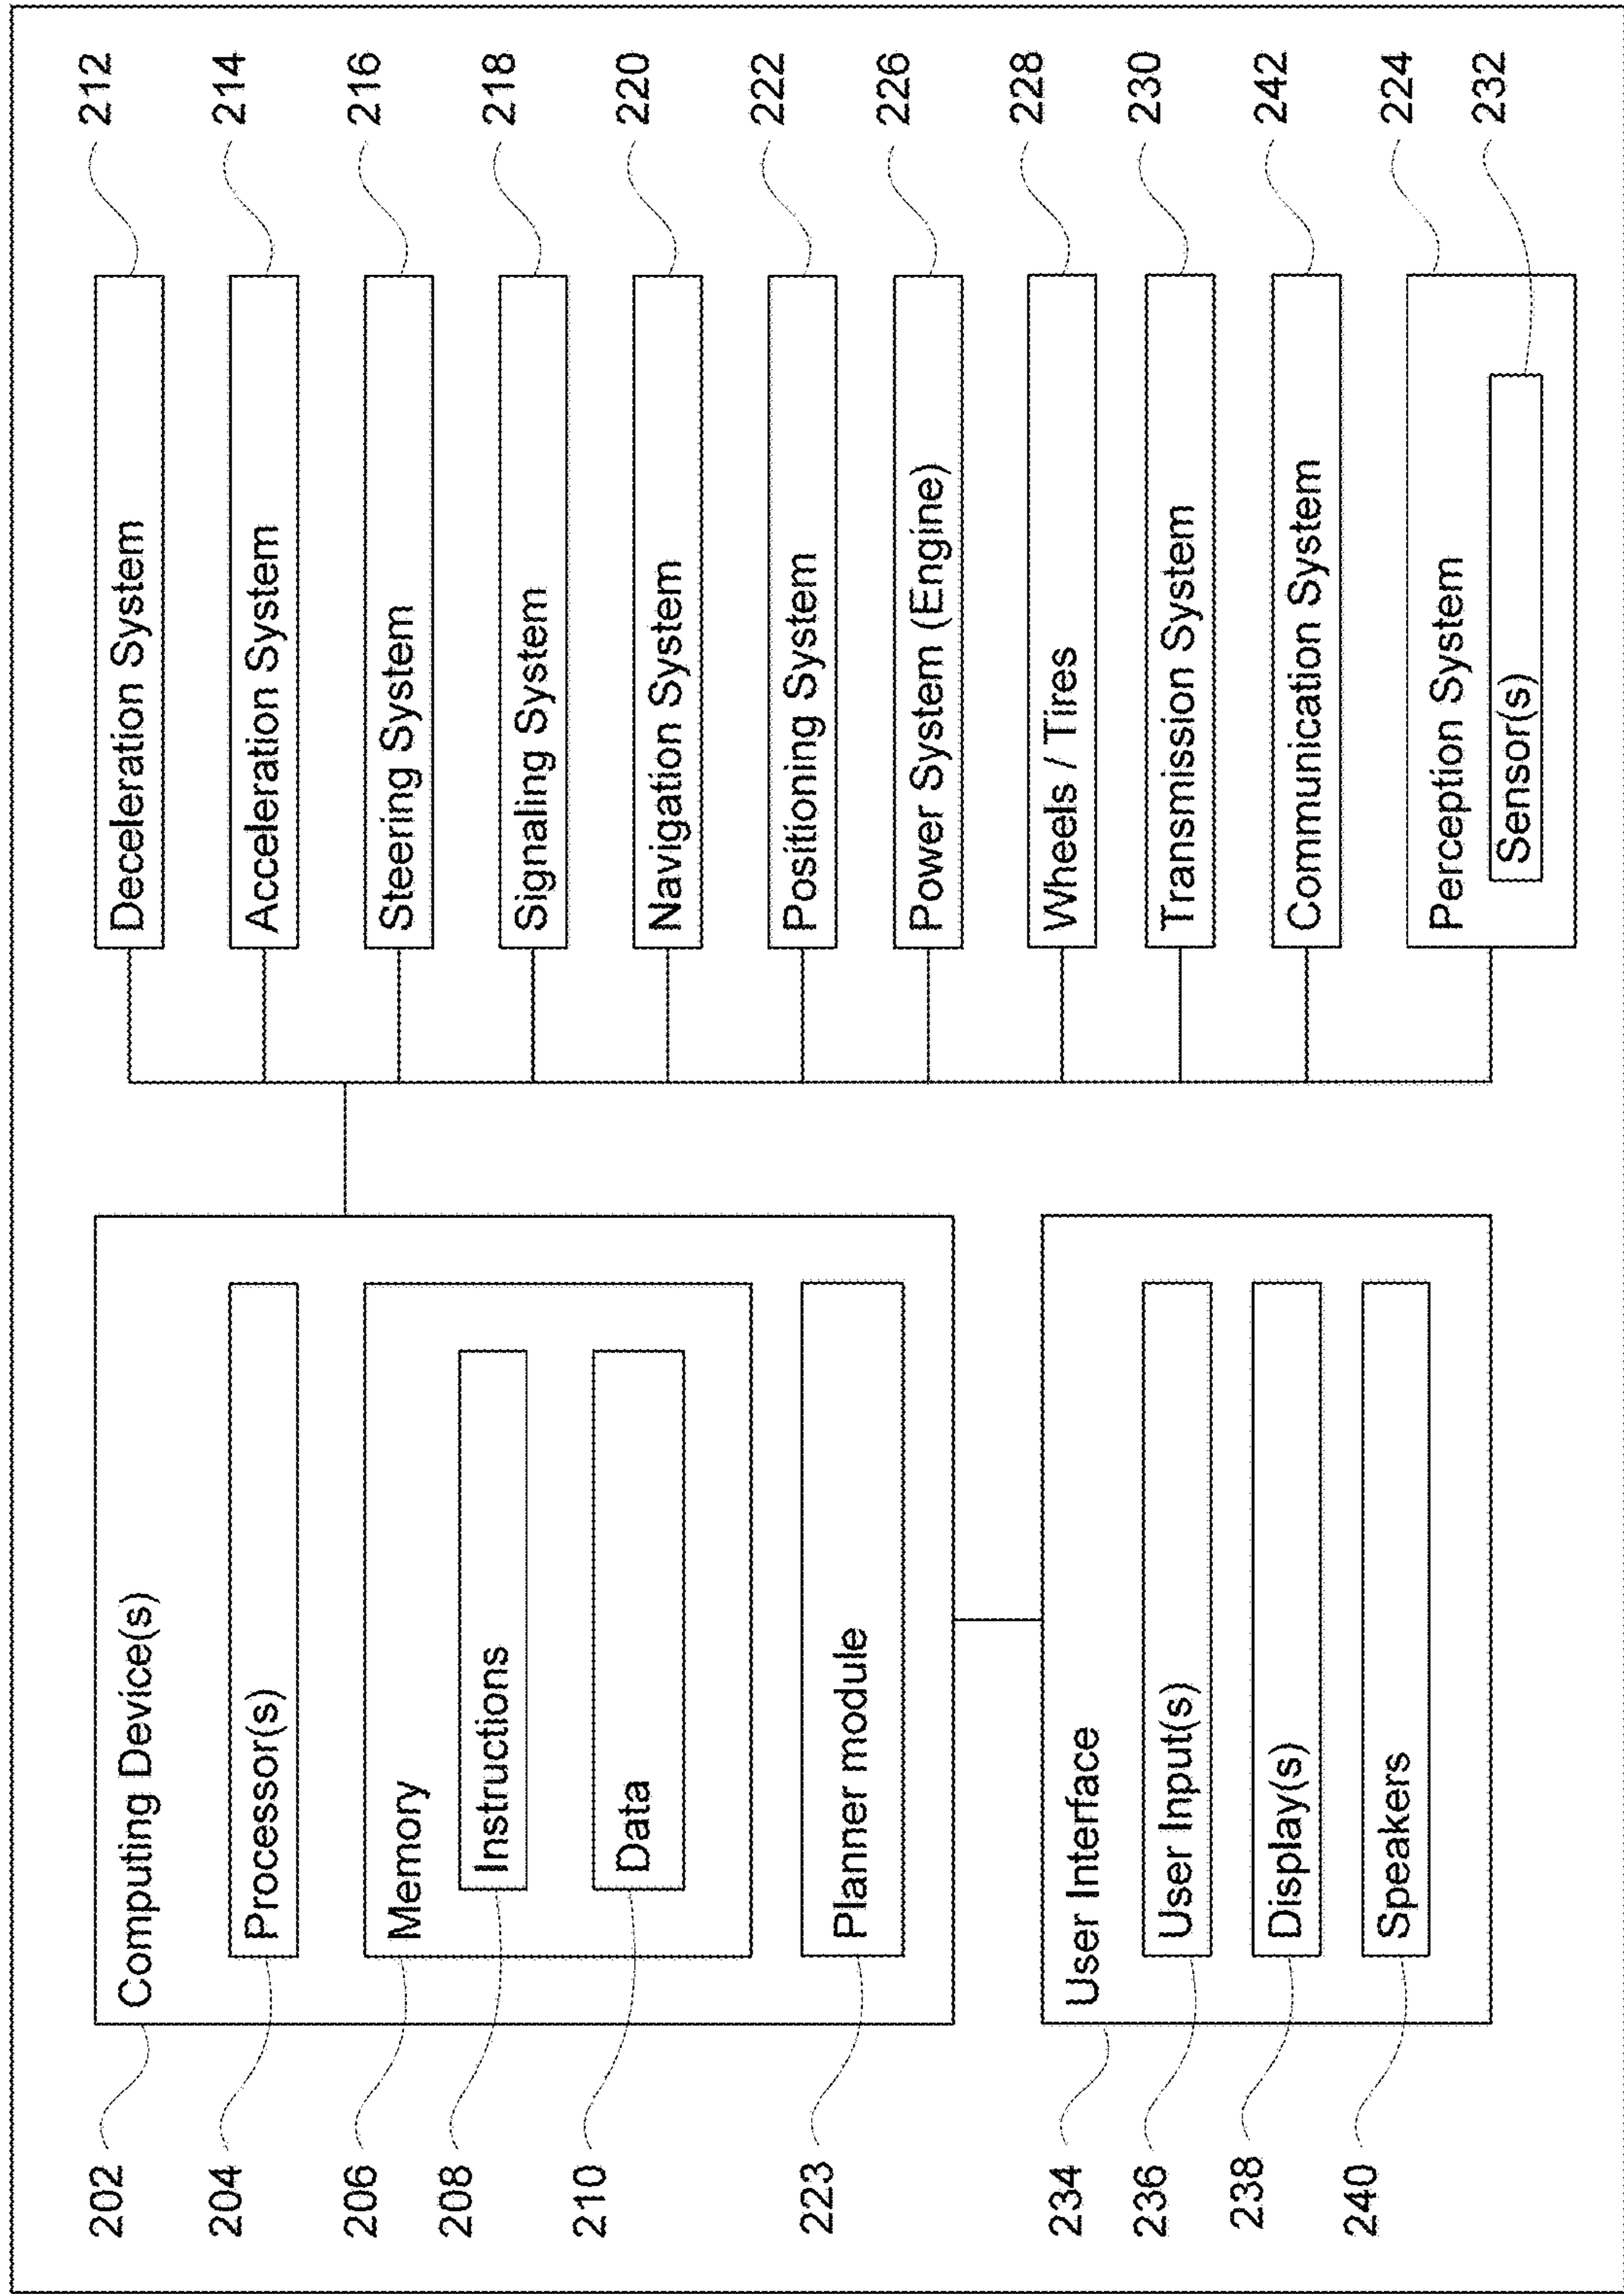 202
Computing Device(s)
204
Processor(s)
206
Memory
208
Instructions
210
Data
223
Planner module
234
User Interface
236
User Input(s)
238
Display(s)
240
Speakers
Deceleration System
212
Acceleration System
214
Steering System
216
Signaling System
218
Navigation System
220
Positioning System
222
Power System (Engine)
226
Wheels / Tires
228
Transmission System
230
Communication System
242
Perception System
224
Sensor(s)
232